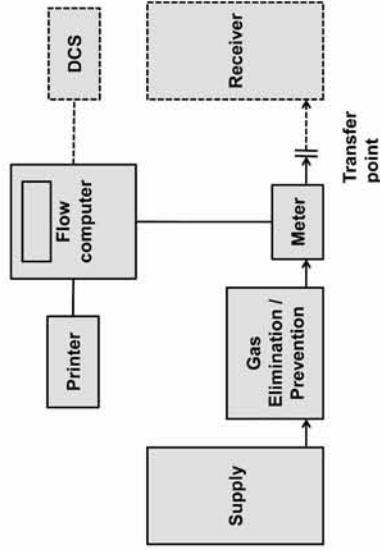 Printer
Flow
computer
DCS
Supply
Gas
Elimination /
Prevention
Meter
Transfer
point
Receiver